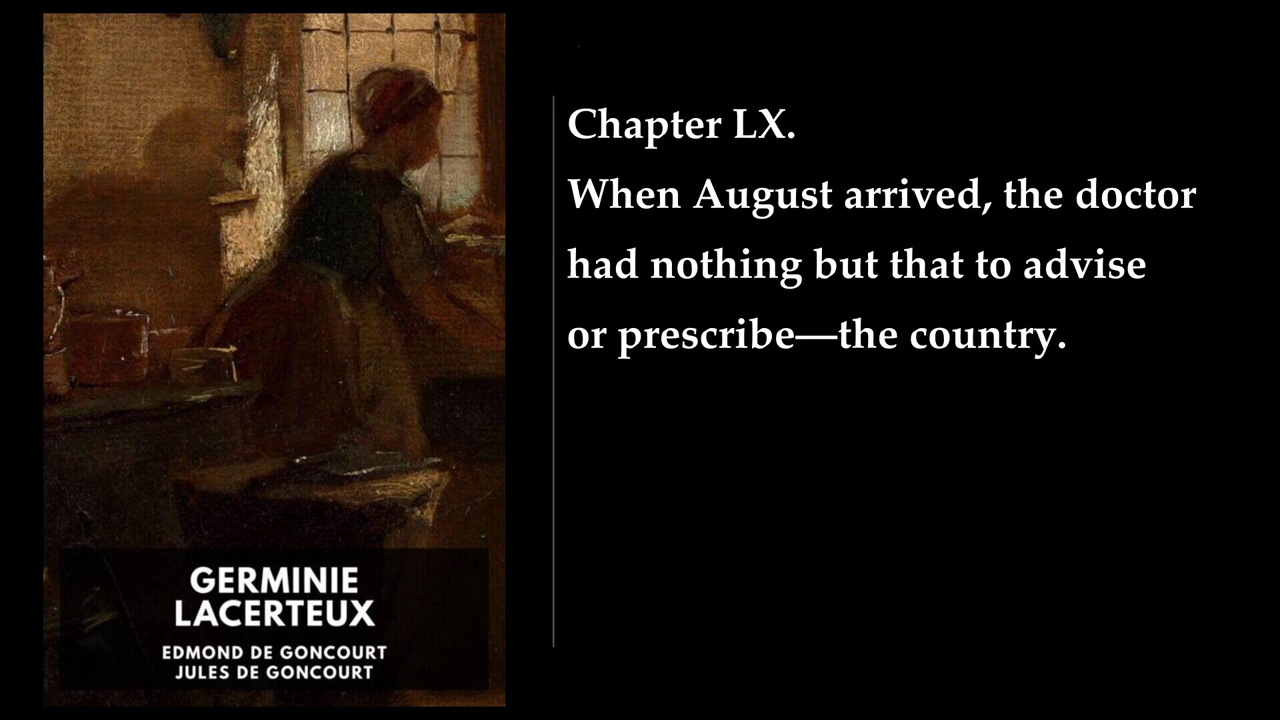 Chapter LX.
When August arrived, the doctor
had nothing but that to advise
or prescribe—the country.
GERMINIE
LACERTEUX
EDMOND DE GONCOURT
JULES DE GONCOURT